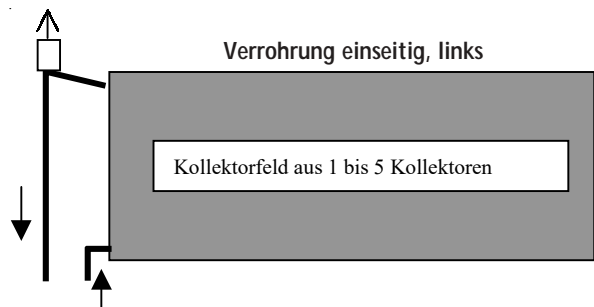 Verrohrung einseitig, links
Kollektorfeld aus 1 bis 5 Kollektoren